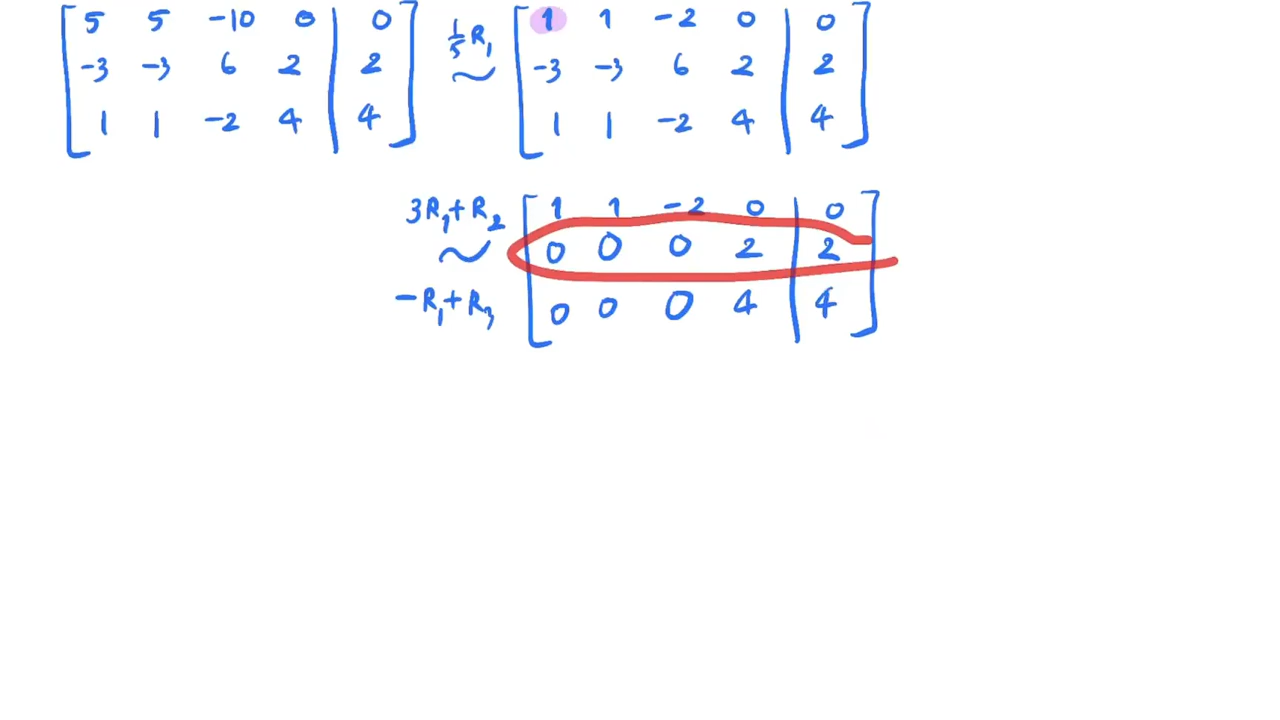 5 5 -10 0 | 0 1/5 R₁ ~ 1 1 -2 0 | 0
-3 -3 6 2 | 2 -3 -3 6 2 | 2
1 1 -2 4 | 4 1 1 -2 4 | 4
3R₁+R₂ 1 1 -2 0 | 0
~ 0 0 0 2 | 2
-R₁+R₃ 0 0 0 4 | 4